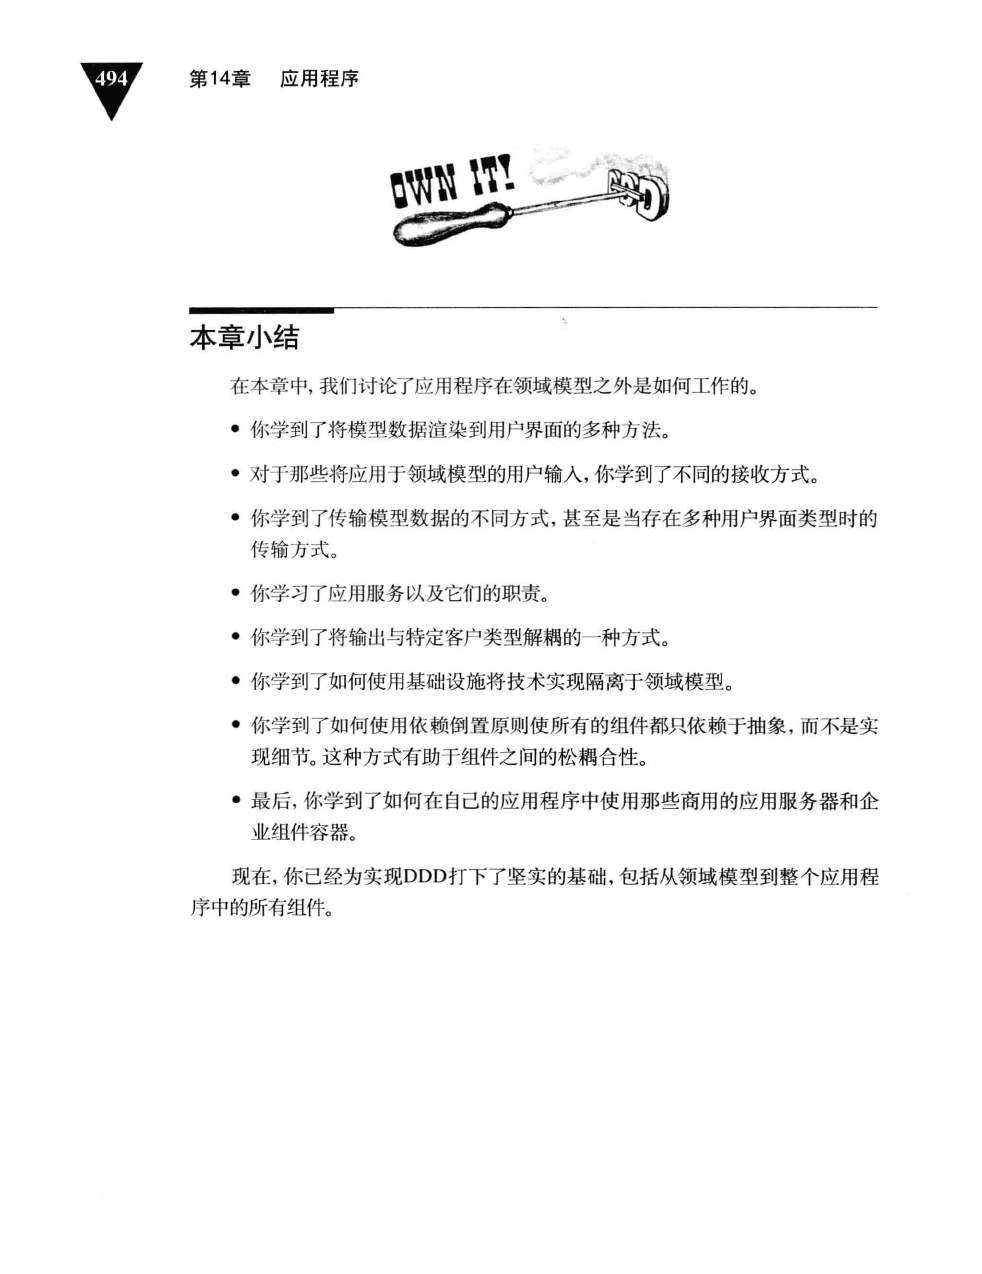 494
第14章 应用程序
OWN IT!
DDD
本章小结
在本章中, 我们讨论了应用程序在领域模型之外是如何工作的。
● 你学到了将模型数据渲染到用户界面的多种方法。
● 对于那些将应用于领域模型的用户输入, 你学到了不同的接收方式。
● 你学到了传输模型数据的不同方式, 甚至是当存在多种用户界面类型时的
传输方式。
● 你学习了应用服务以及它们的职责。
● 你学到了将输出与特定客户类型解耦的一种方式。
● 你学到了如何使用基础设施将技术实现隔离于领域模型。
● 你学到了如何使用依赖倒置原则使所有的组件都只依赖于抽象, 而不是实
现细节。这种方式有助于组件之间的松耦合性。
● 最后, 你学到了如何在自己的应用程序中使用那些商用的应用服务器和企
业组件容器。
现在, 你已经为实现DDD打下了坚实的基础, 包括从领域模型到整个应用程
序中的所有组件。